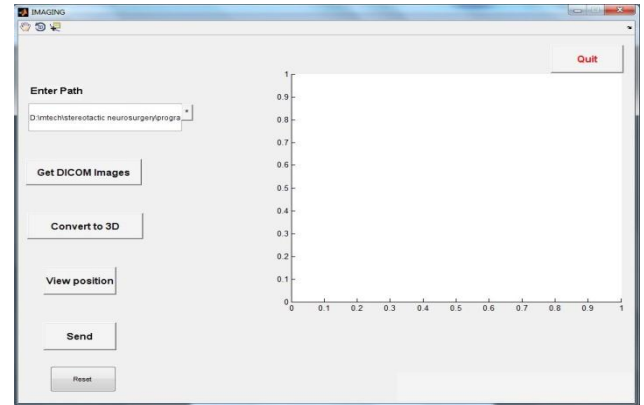 IMAGING
Quit
Enter Path
D:\mtech\stereotactic neurosurgery\progra
*
Get DICOM Images
Convert to 3D
View position
Send
Reset
1
0.9
0.8
0.7
0.6
0.5
0.4
0.3
0.2
0.1
0
0 0.1 0.2 0.3 0.4 0.5 0.6 0.7 0.8 0.9 1